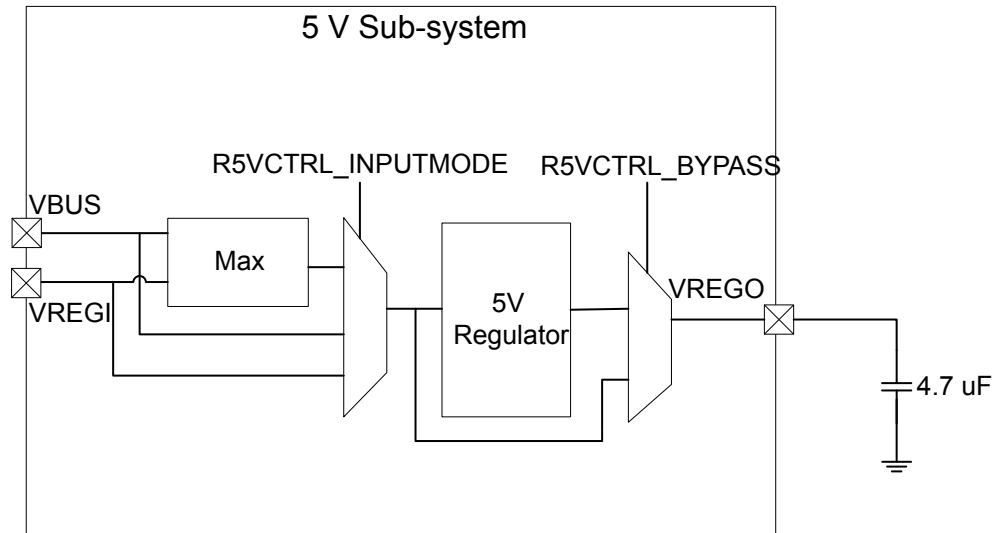 5 V Sub-system
R5VCTRL_INPUTMODE
R5VCTRL_BYPASS
VBUS
Max
VREGI
5V
Regulator
VREGO
4.7 uF